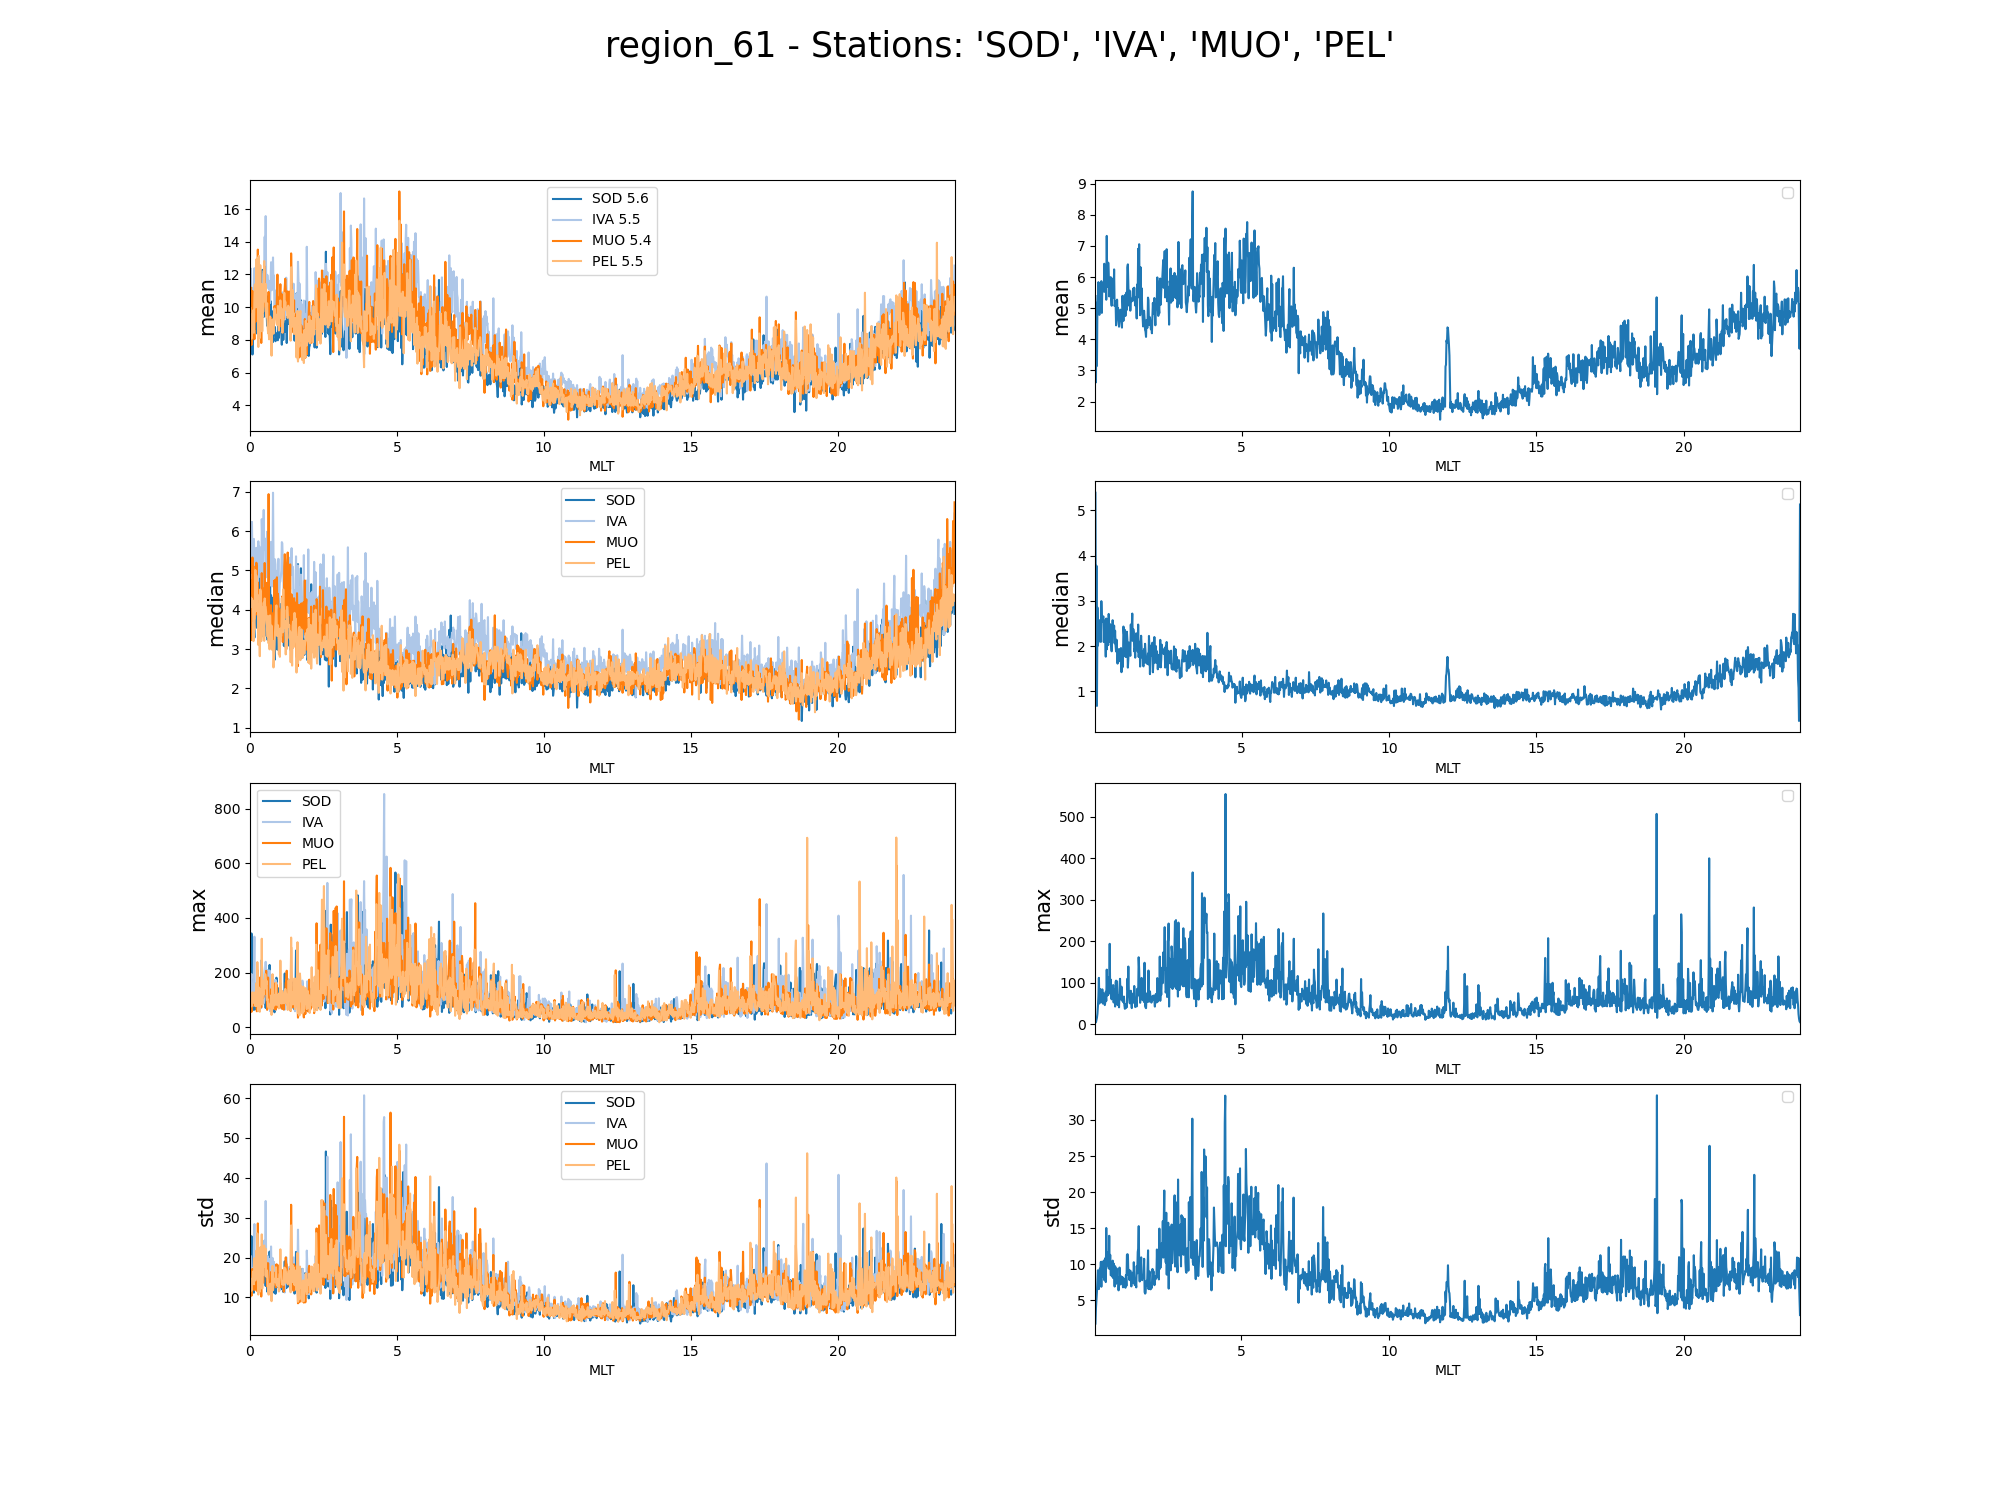 region_61 - Stations: 'SOD', 'IVA', 'MUO', 'PEL'
mean
16
14
12
10
8
6
4
0 5 10 15 20
MLT
SOD 5.6
IVA 5.5
MUO 5.4
PEL 5.5
mean
9
8
7
6
5
4
3
2
5 10 15 20
MLT
median
7
6
5
4
3
2
1
0 5 10 15 20
MLT
SOD
IVA
MUO
PEL
median
5
4
3
2
1
5 10 15 20
MLT
max
800
600
400
200
0
0 5 10 15 20
MLT
SOD
IVA
MUO
PEL
max
500
400
300
200
100
0
5 10 15 20
MLT
std
60
50
40
30
20
10
0 5 10 15 20
MLT
SOD
IVA
MUO
PEL
std
30
25
20
15
10
5
5 10 15 20
MLT